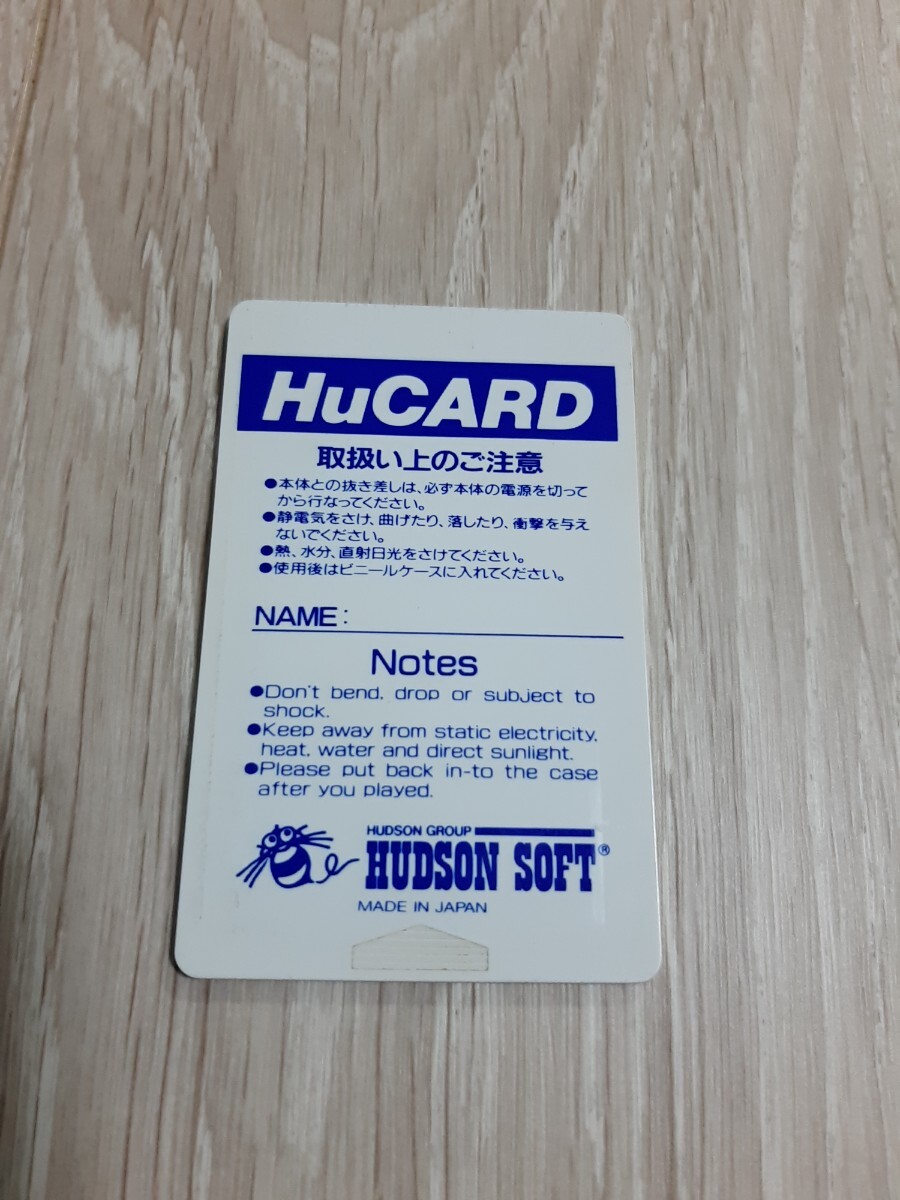 HuCARD
取扱い上のご注意
●本体との抜き差しは、必ず本体の電源を切って
から行なってください。
●静電気をさけ、曲げたり、落したり、衝撃を与え
ないでください。
●熱、水分、直射日光をさけてください。
●使用後はビニールケースに入れてください。
NAME:
Notes
●Don't bend, drop or subject to
shock.
●Keep away from static electricity,
heat, water and direct sunlight.
●Please put back in-to the case
after you played.
HUDSON GROUP
HUDSON SOFT®
MADE IN JAPAN